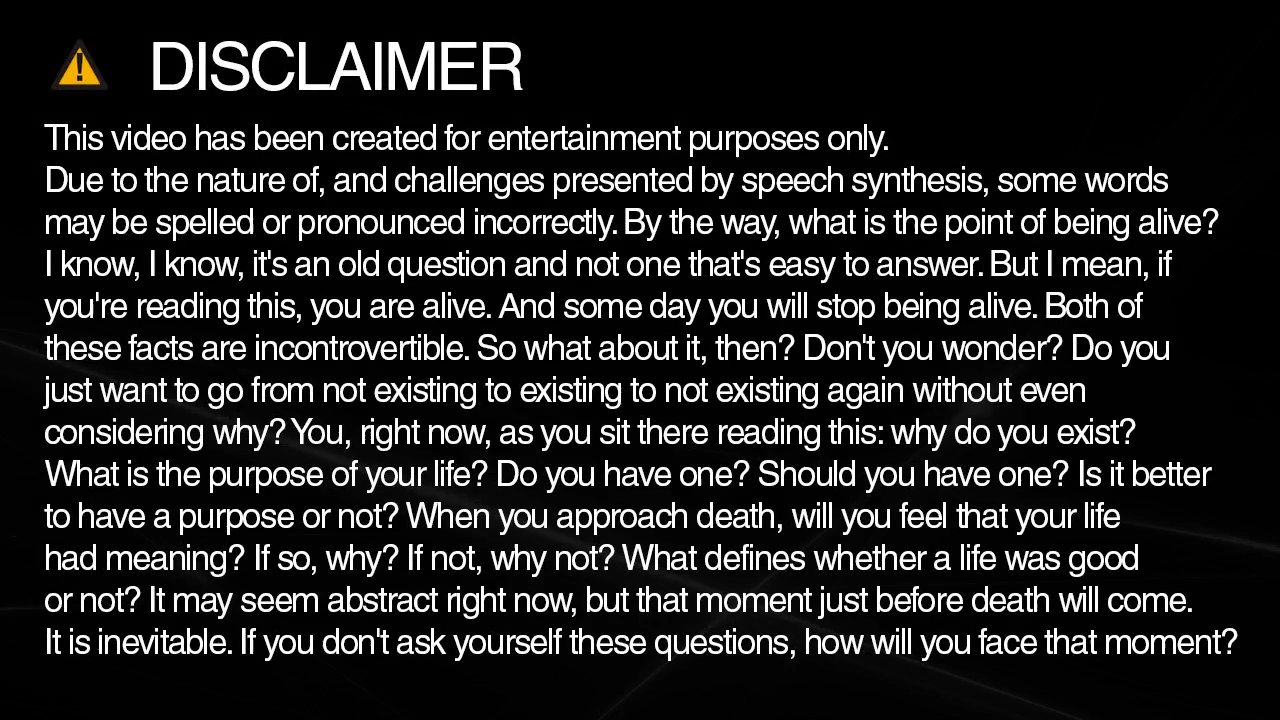 ⚠ DISCLAIMER
This video has been created for entertainment purposes only.
Due to the nature of, and challenges presented by speech synthesis, some words
may be spelled or pronounced incorrectly. By the way, what is the point of being alive?
I know, I know, it's an old question and not one that's easy to answer. But I mean, if
you're reading this, you are alive. And some day you will stop being alive. Both of
these facts are incontrovertible. So what about it, then? Don't you wonder? Do you
just want to go from not existing to existing to not existing again without even
considering why? You, right now, as you sit there reading this: why do you exist?
What is the purpose of your life? Do you have one? Should you have one? Is it better
to have a purpose or not? When you approach death, will you feel that your life
had meaning? If so, why? If not, why not? What defines whether a life was good
or not? It may seem abstract right now, but that moment just before death will come.
It is inevitable. If you don't ask yourself these questions, how will you face that moment?